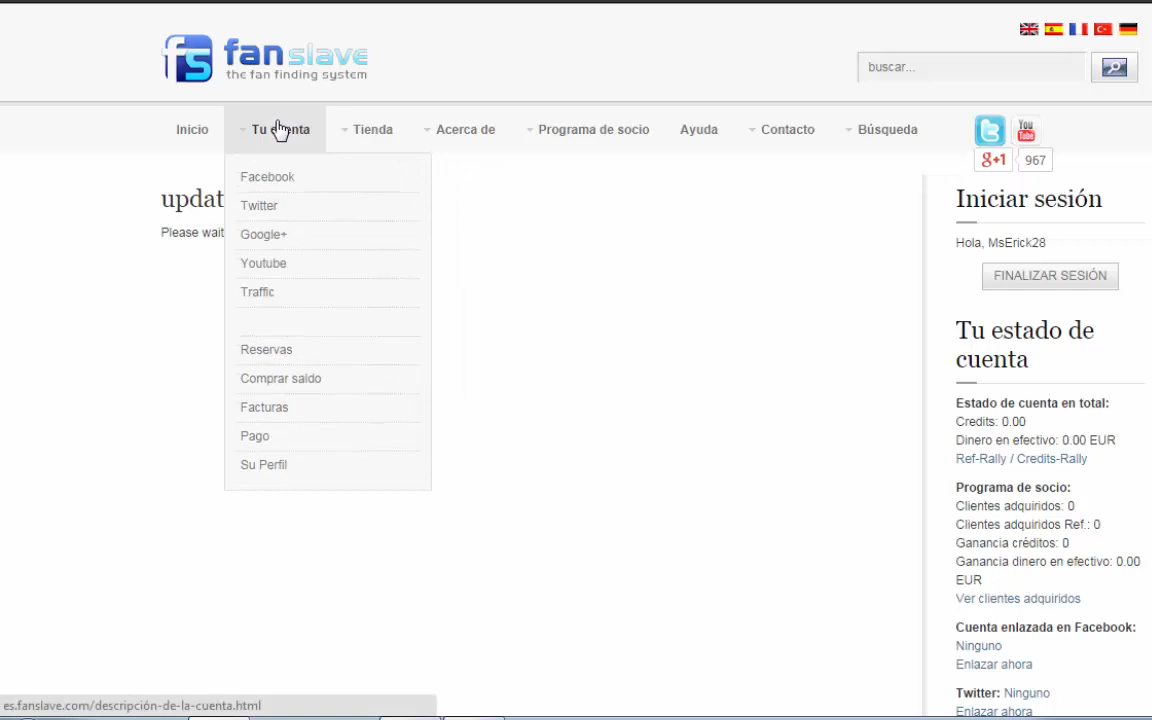 fs fan slave
the fan finding system
buscar...
Inicio
Tu
Tienda
Acerca de
Programa de socio
Ayuda
Contacto
Búsqueda
You
Tube
g+1
967
Facebook
Twitter
Google+
Youtube
Traffic
Reservas
Comprar saldo
Facturas
Pago
Su Perfil
Please wait
Iniciar sesión
Hola, MsErick28
FINALIZAR SESIÓN
Tu estado de
cuenta
Estado de cuenta en total:
Credits: 0.00
Dinero en efectivo: 0.00 EUR
Ref-Rally / Credits-Rally
Programa de socio:
Clientes adquiridos: 0
Clientes adquiridos Ref.: 0
Ganancia créditos: 0
Ganancia dinero en efectivo: 0.00
EUR
Ver clientes adquiridos
Cuenta enlazada en Facebook:
Ninguno
Enlazar ahora
Twitter: Ninguno
Enlazar ahora
es.fanslave.com/descripción-de-la-cuenta.html